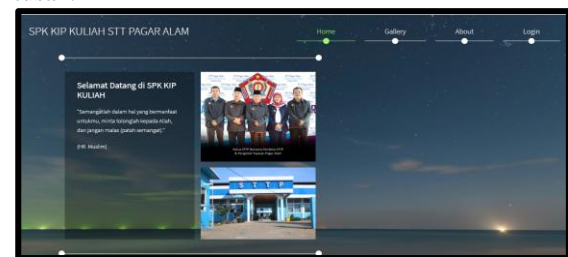 SPK KIP KULIAH STT PAGAR ALAM
Home
Gallery
About
Login
Selamat Datang di SPK KIP
KULIAH
"Semangatlah dalam hal yang bermanfaat
untukmu, minta tolonglah kepada Allah,
dan jangan malas (patah semangat)."
(HR. Muslim)
S T T P